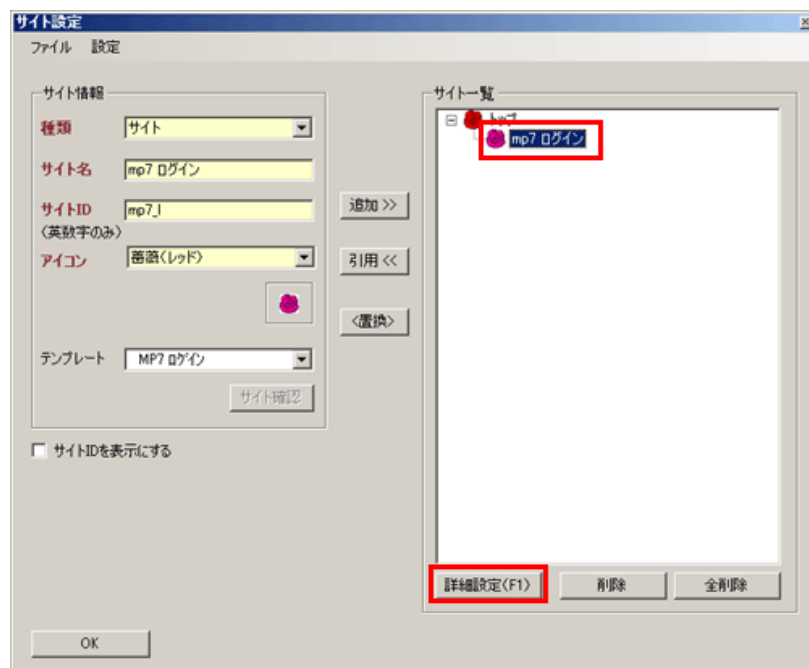 サイト設定
ファイル 設定
サイト情報
種類 サイト
サイト名 mp7 ログイン
サイトID mp7_l
(英数字のみ)
アイコン 薔薇(レッド)
テンプレート MP7 ログイン
サイト確認
サイトIDを表示にする
追加 >>
引用 <<
<置換>
サイト一覧
トップ
mp7 ログイン
詳細設定(F1) 削除 全削除
OK